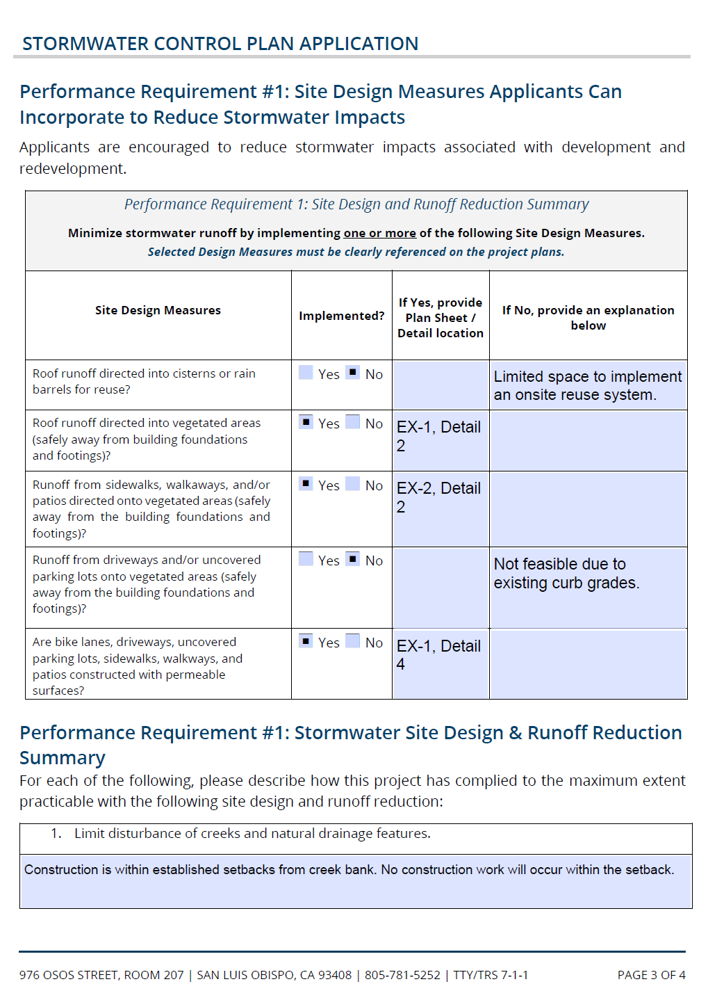 STORMWATER CONTROL PLAN APPLICATION
Performance Requirement #1: Site Design Measures Applicants Can
Incorporate to Reduce Stormwater Impacts
Applicants are encouraged to reduce stormwater impacts associated with development and
redevelopment.
Performance Requirement 1: Site Design and Runoff Reduction Summary
Minimize stormwater runoff by implementing one or more of the following Site Design Measures.
Selected Design Measures must be clearly referenced on the project plans.
Site Design Measures
Implemented?
If Yes, provide
Plan Sheet /
Detail location
If No, provide an explanation
below
Roof runoff directed into cisterns or rain
barrels for reuse?
Yes No
Limited space to implement
an onsite reuse system.
Roof runoff directed into vegetated areas
(safely away from building foundations
and footings)?
Yes No
EX-1, Detail
2
Runoff from sidewalks, walkaways, and/or
patios directed onto vegetated areas (safely
away from the building foundations and
footings)?
Yes No
EX-2, Detail
2
Runoff from driveways and/or uncovered
parking lots onto vegetated areas (safely
away from the building foundations and
footings)?
Yes No
Not feasible due to
existing curb grades.
Are bike lanes, driveways, uncovered
parking lots, sidewalks, walkways, and
patios constructed with permeable
surfaces?
Yes No
EX-1, Detail
4
Performance Requirement #1: Stormwater Site Design & Runoff Reduction
Summary
For each of the following, please describe how this project has complied to the maximum extent
practicable with the following site design and runoff reduction:
1. Limit disturbance of creeks and natural drainage features.
Construction is within established setbacks from creek bank. No construction work will occur within the setback.
976 OSOS STREET, ROOM 207 | SAN LUIS OBISPO, CA 93408 | 805-781-5252 | TTY/TRS 7-1-1 PAGE 3 OF 4